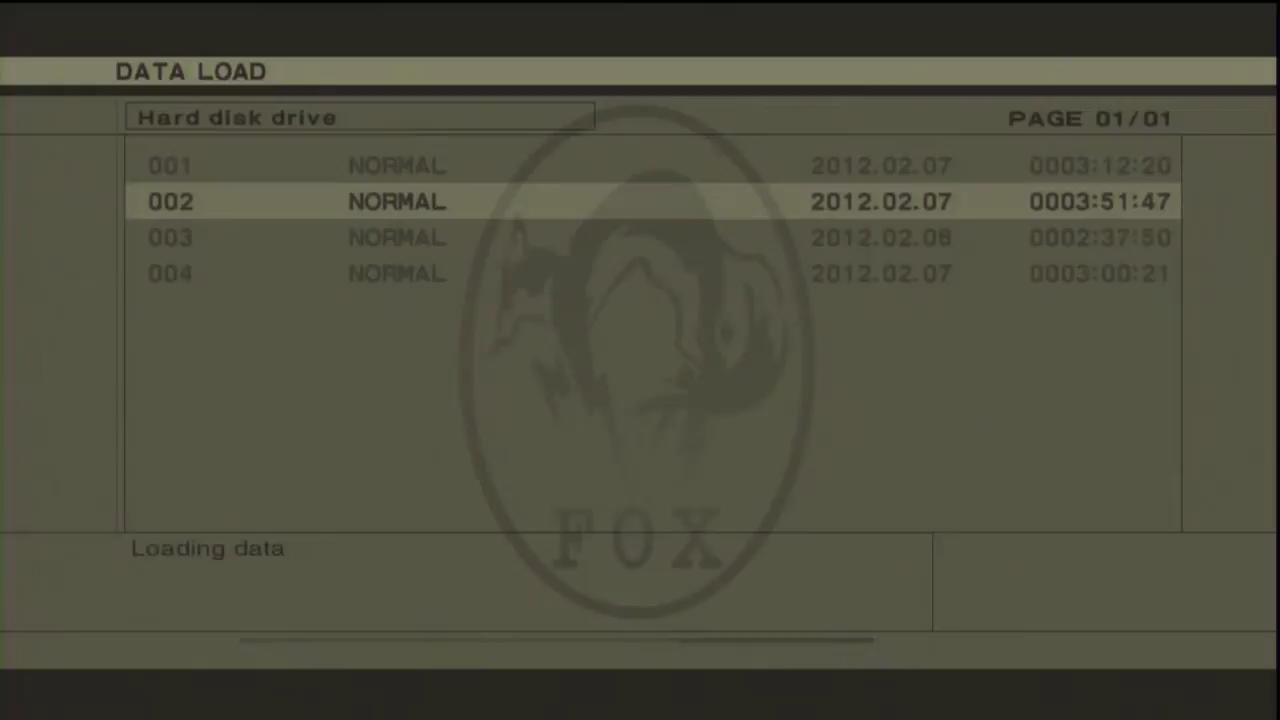 DATA LOAD
Hard disk drive PAGE 01/01
001 NORMAL 2012.02.07 0003:12:20
002 NORMAL 2012.02.07 0003:51:47
003 NORMAL 2012.02.06 0002:37:50
004 NORMAL 2012.02.07 0003:00:21
FOX
Loading data